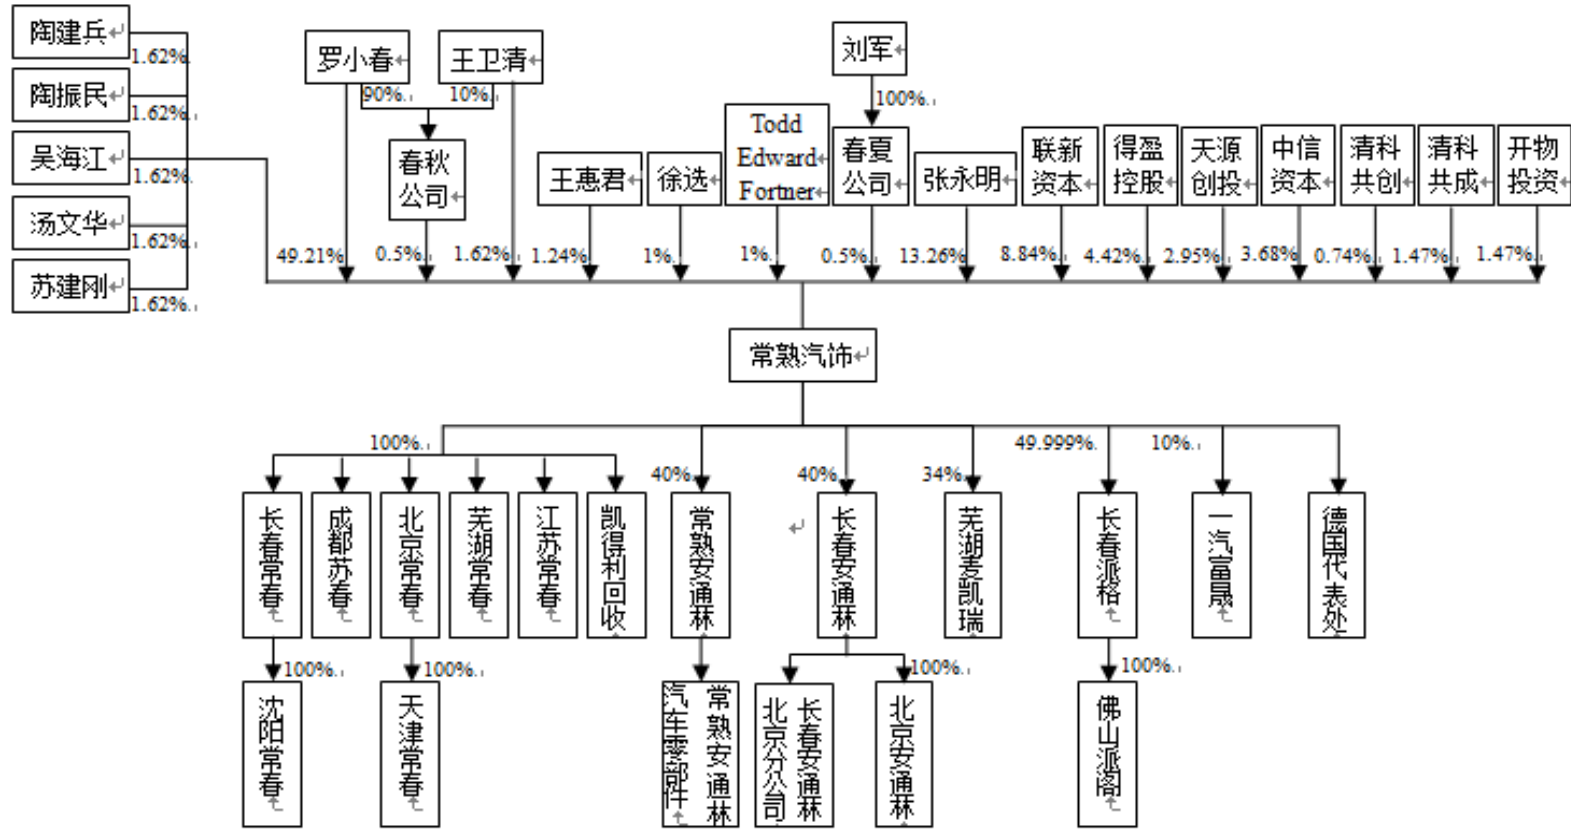 陶建兵
1.62%
陶振民
1.62%
吴海江
1.62%
汤文华
1.62%
苏建刚
1.62%
罗小春
王卫清
刘军
90%
10%
100%
春秋
公司
王惠君
徐选
Todd
Edward
Fortner
春夏
公司
张永明
联新
资本
得盈
控股
天源
创投
中信
资本
清科
共创
清科
共成
开物
投资
49.21%
0.5%
1.62%
1.24%
1%
1%
0.5%
13.26%
8.84%
4.42%
2.95%
3.68%
0.74%
1.47%
1.47%
常熟汽饰
100%
40%
40%
34%
49.999%
10%
长春常春
成都苏春
北京常春
芜湖常春
江苏常春
凯得利回收
常熟安通林
长春安通林
芜湖麦凯瑞
长春派格
一汽富晟
德国代表处
100%
100%
100%
100%
沈阳常春
天津常春
常熟安通林
汽车零部件
长春安通林
北京分公司
北京安通林
佛山派阁